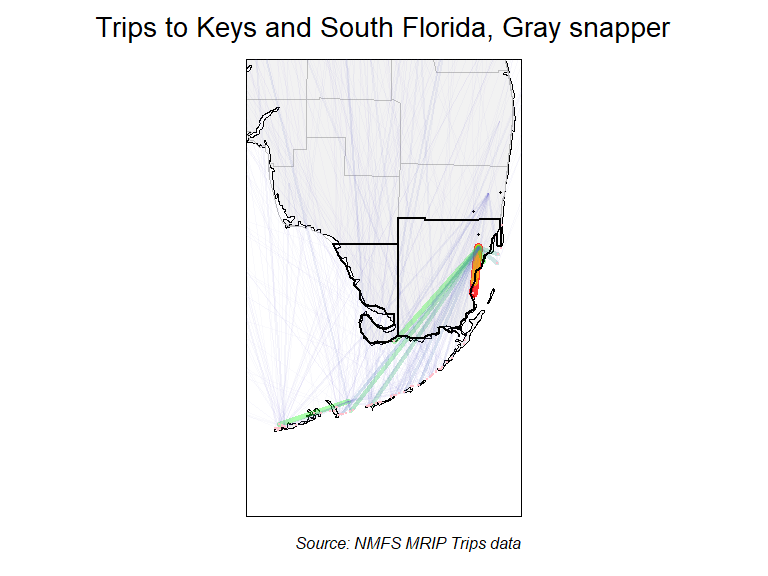 Trips to Keys and South Florida, Gray snapper
Source: NMFS MRIP Trips data